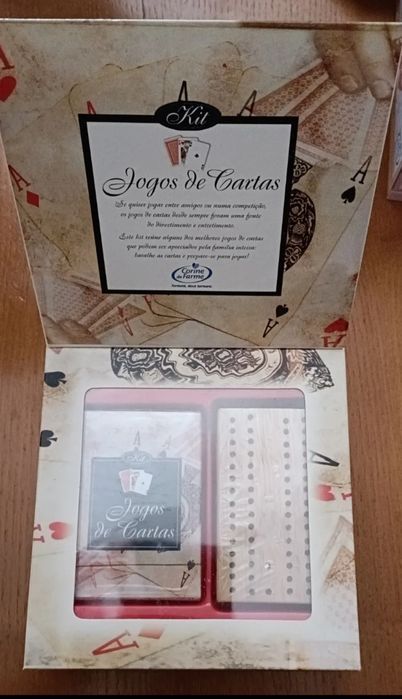 Kit
Jogos de Cartas
Se quiser jogar entre amigos ou numa competição,
os jogos de cartas desde sempre foram uma fonte
de divertimento e entretimento.
Este kit reúne alguns dos melhores jogos de cartas
que podem ser apreciados pela família inteira:
baralhe as cartas e prepare-se para jogar!
Corine
de Farme
Kit
Jogos
de Cartas